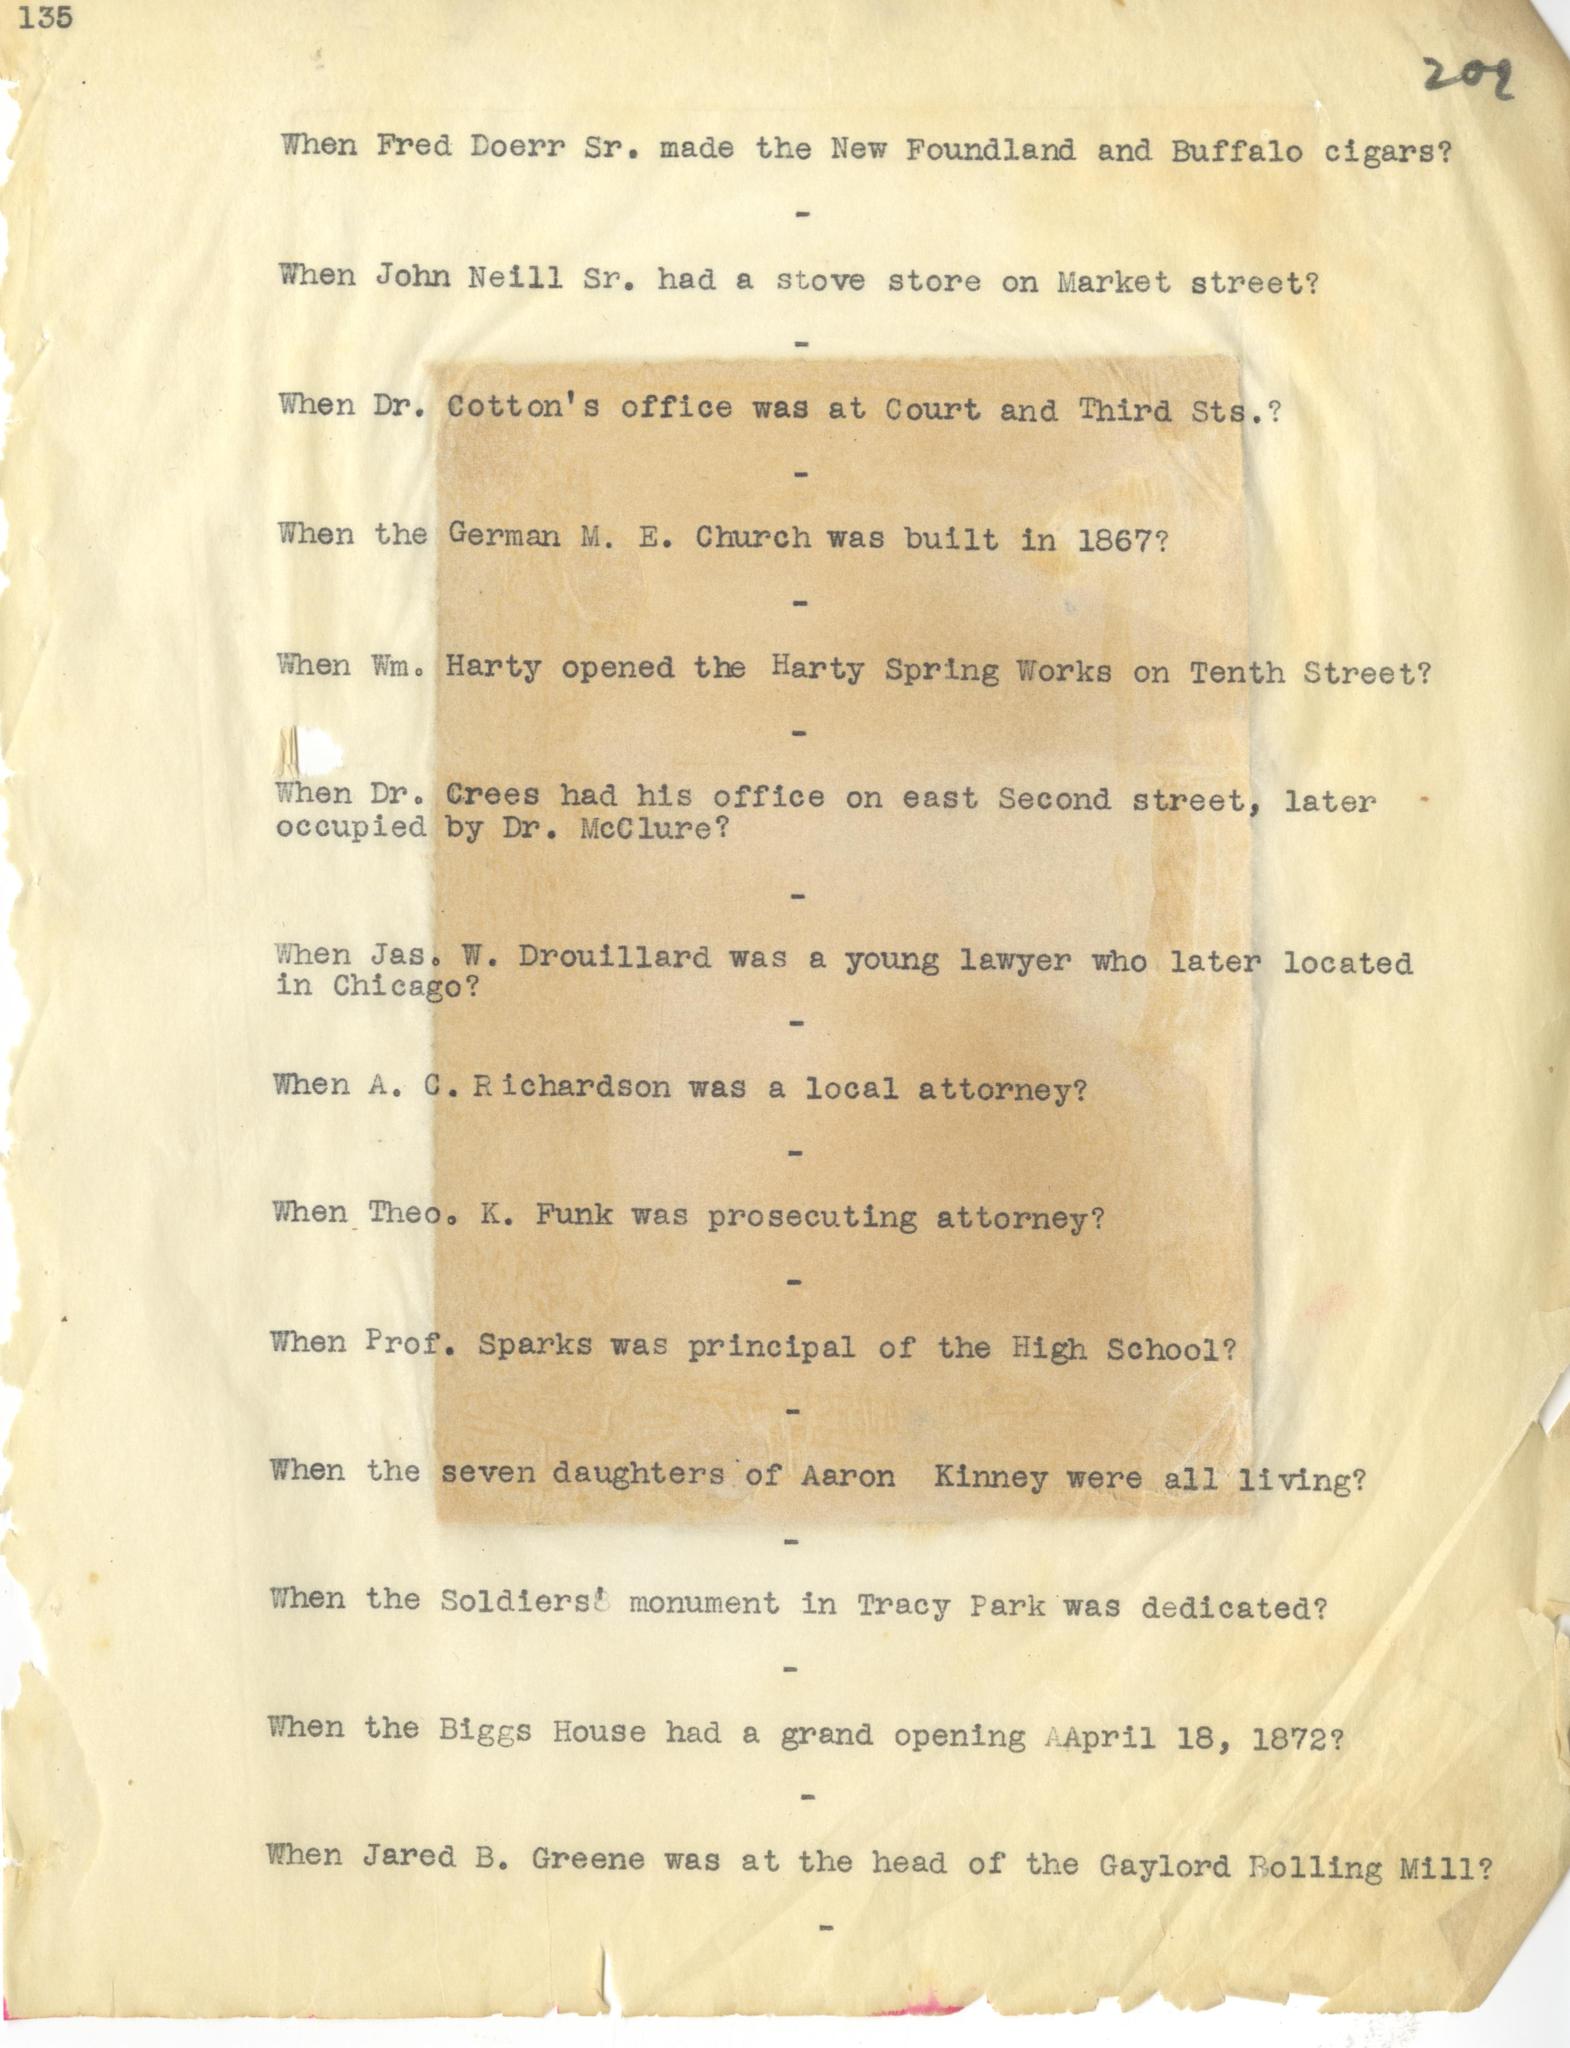 135
209
When Fred Doerr Sr. made the New Foundland and Buffalo cigars?
-
When John Neill Sr. had a stove store on Market street?
-
When Dr. Cotton's office was at Court and Third Sts.?
-
When the German M. E. Church was built in 1867?
-
When Wm. Harty opened the Harty Spring Works on Tenth Street?
-
When Dr. Crees had his office on east Second street, later
occupied by Dr. McClure?
-
When Jas. W. Drouillard was a young lawyer who later located
in Chicago?
-
When A. C. Richardson was a local attorney?
-
When Theo. K. Funk was prosecuting attorney?
-
When Prof. Sparks was principal of the High School?
-
When the seven daughters of Aaron Kinney were all living?
-
When the Soldiers' monument in Tracy Park was dedicated?
-
When the Biggs House had a grand opening AApril 18, 1872?
-
When Jared B. Greene was at the head of the Gaylord Rolling Mill?
-